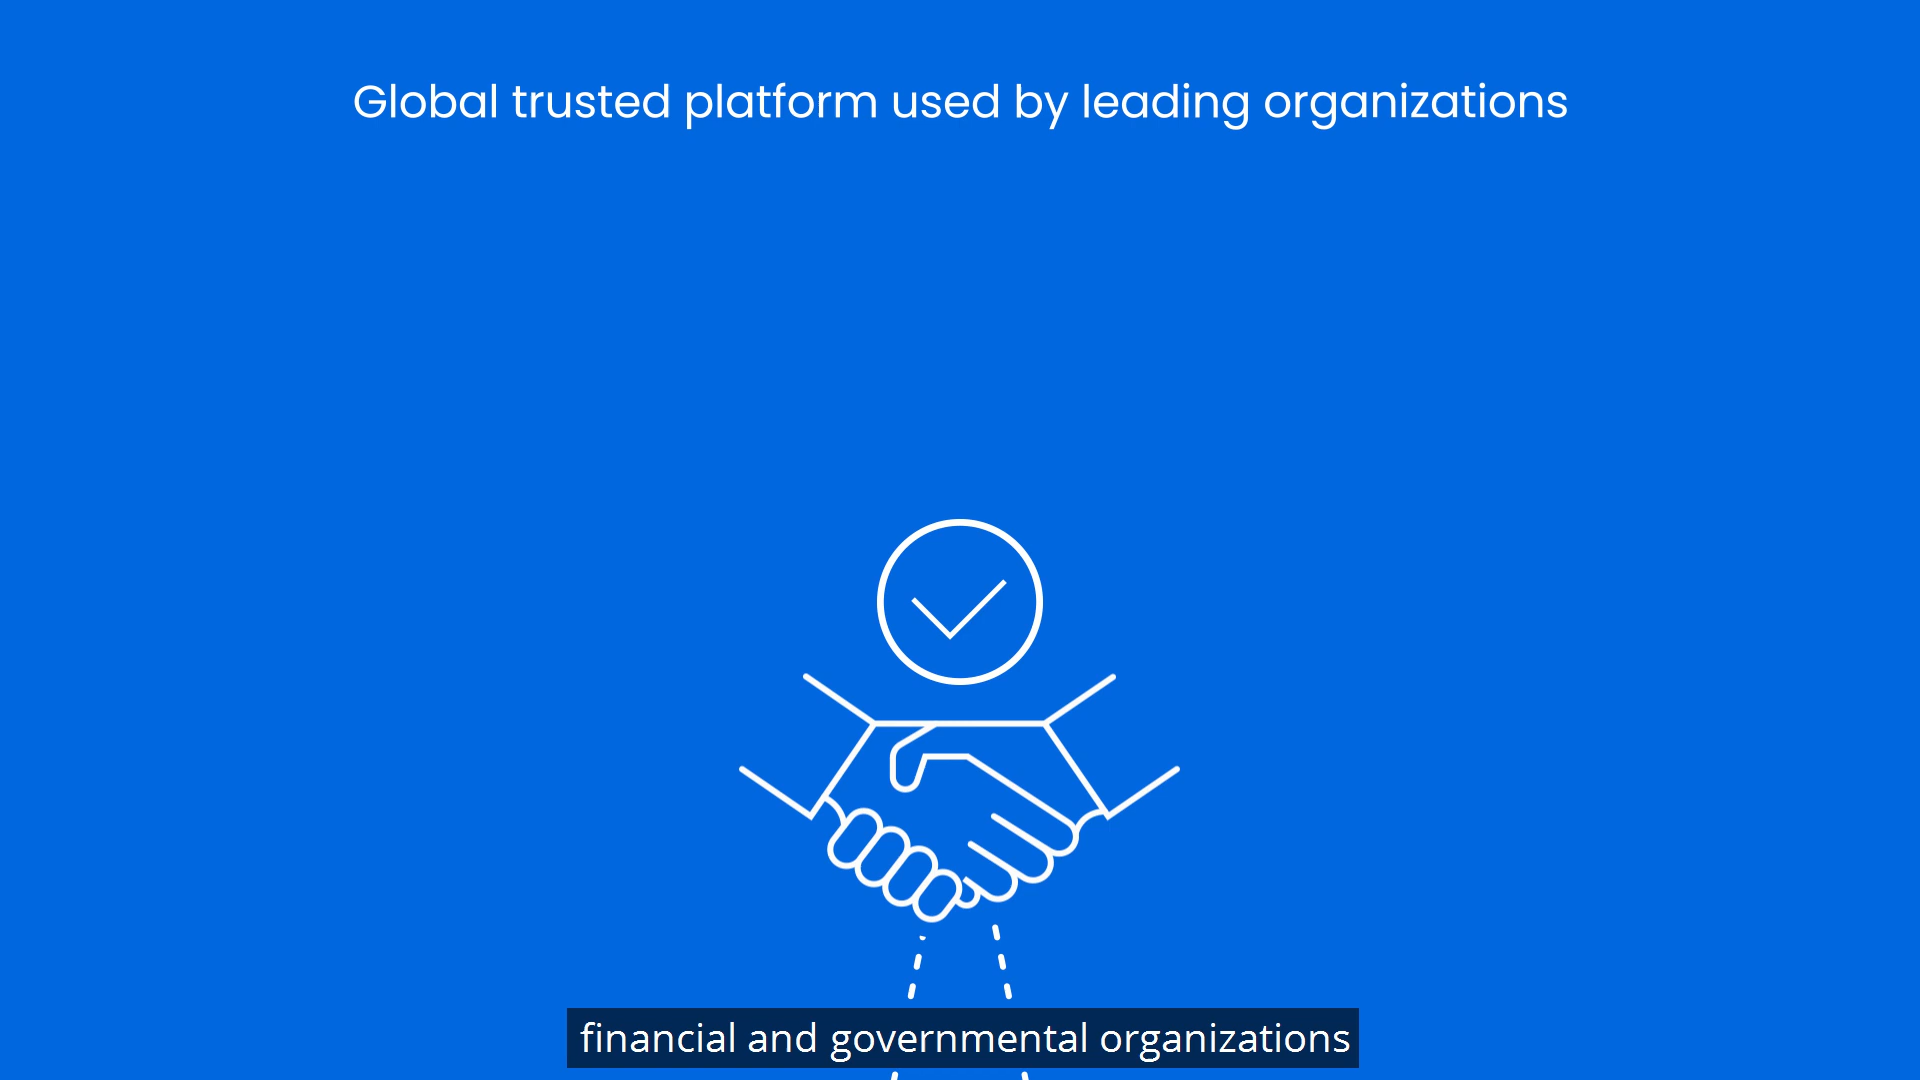 Global trusted platform used by leading organizations
financial and governmental organizations